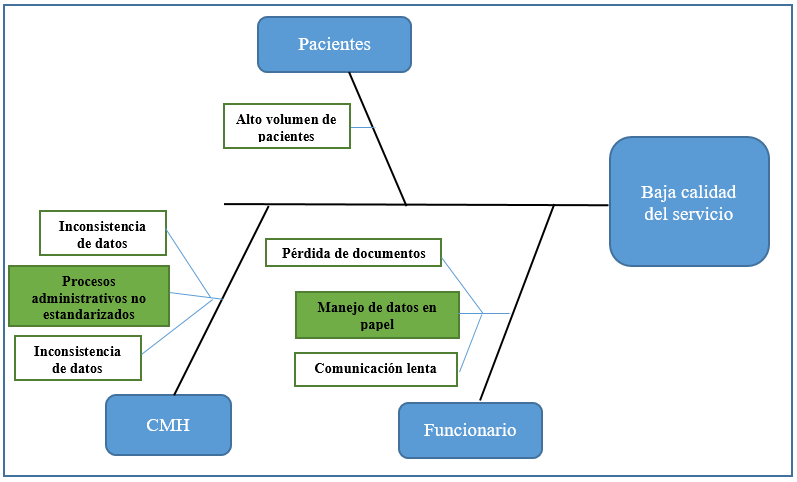 Pacientes
Alto volumen de
pacientes
Baja calidad
del servicio
Inconsistencia
de datos
Procesos
administrativos no
estandarizados
Inconsistencia
de datos
Pérdida de documentos
Manejo de datos en
papel
Comunicación lenta
CMH
Funcionario